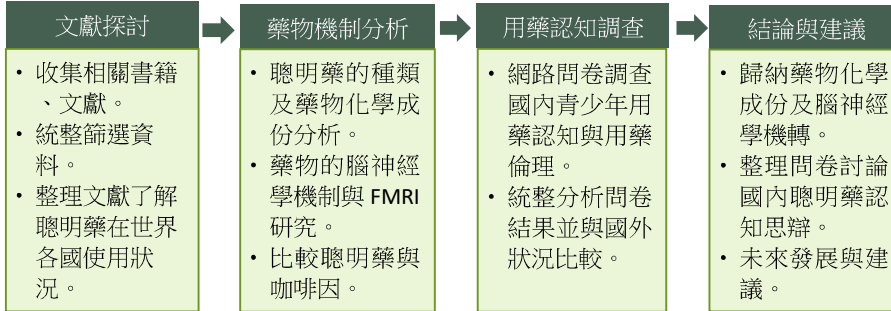 文獻探討
• 收集相關書籍
、文獻。
• 統整篩選資
料。
• 整理文獻了解
聰明藥在世界
各國使用狀
況。
藥物機制分析
• 聰明藥的種類
及藥物化學成
份分析。
• 藥物的腦神經
學機制與 FMRI
研究。
• 比較聰明藥與
咖啡因。
用藥認知調查
• 網路問卷調查
國內青少年用
藥認知與用藥
倫理。
• 統整分析問卷
結果並與國外
狀況比較。
結論與建議
• 歸納藥物化學
成份及腦神經
學機轉。
• 整理問卷討論
國內聰明藥認
知思辯。
• 未來發展與建
議。